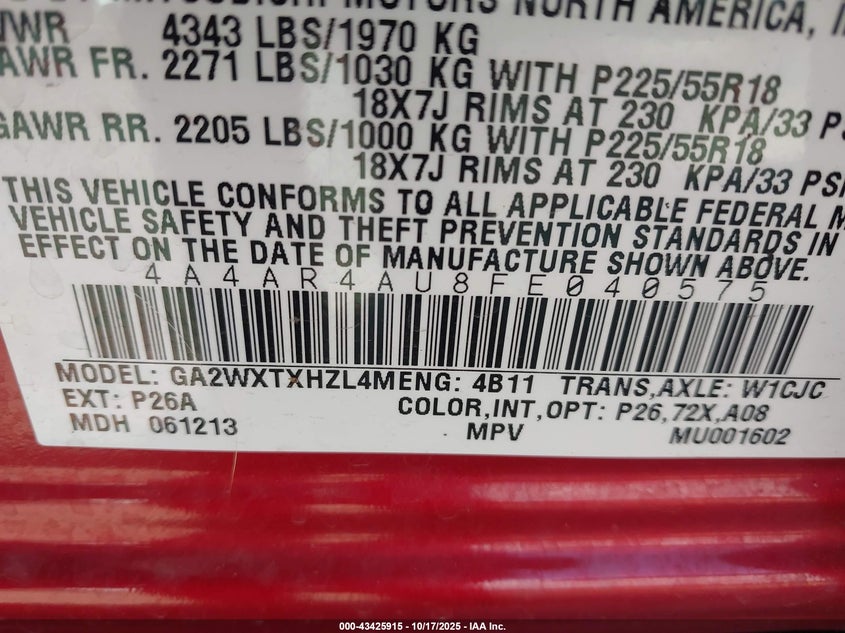 MOTORS NORTH AMERICA,
4343 LBS/1970 KG
FR. 2271 LBS/1030 KG WITH P225/55R18
18X7J RIMS AT 230 KPA/33
RR. 2205 LBS/1000 KG WITH P225/55R18
18X7J RIMS AT 230 KPA/33 PSI
THIS VEHICLE CONFORMS TO ALL APPLICABLE FEDERAL
VEHICLE SAFETY AND THEFT PREVENTION STANDARDS IN
EFFECT ON THE DATE OF MANUFACTURE SHOWN ABOVE.
4A4AR4AU8FE040575
MODEL: GA2WXTXHZL4MENG: 4B11 TRANS,AXLE: W1CJC
EXT: P26A COLOR,INT,OPT: P26,72X,A08
MDH 061213 MPV MU001602
000-43425915 - 10/17/2025 - IAA Inc.